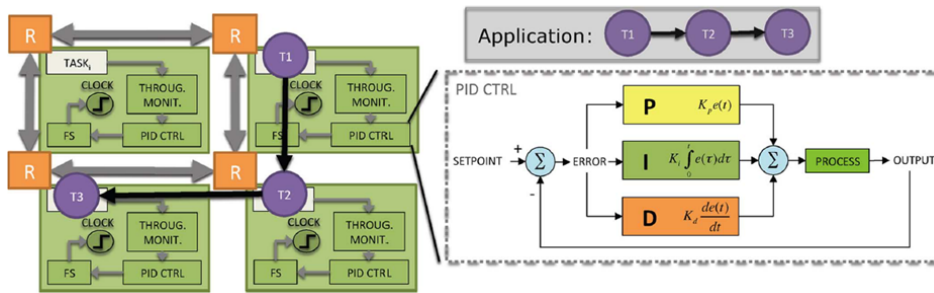 R
R
Application:
T1
T2
T3
TASKi
CLOCK
THROUG.
MONIT.
FS
PID CTRL
T1
CLOCK
THROUG.
MONIT.
FS
PID CTRL
R
R
T3
CLOCK
THROUG.
MONIT.
FS
PID CTRL
T2
CLOCK
THROUG.
MONIT.
FS
PID CTRL
PID CTRL
SETPOINT
+
-
Σ
ERROR
P K_p e(t)
I K_i ∫_0^t e(τ)dτ
D K_d de(t)/dt
Σ
PROCESS
OUTPUT